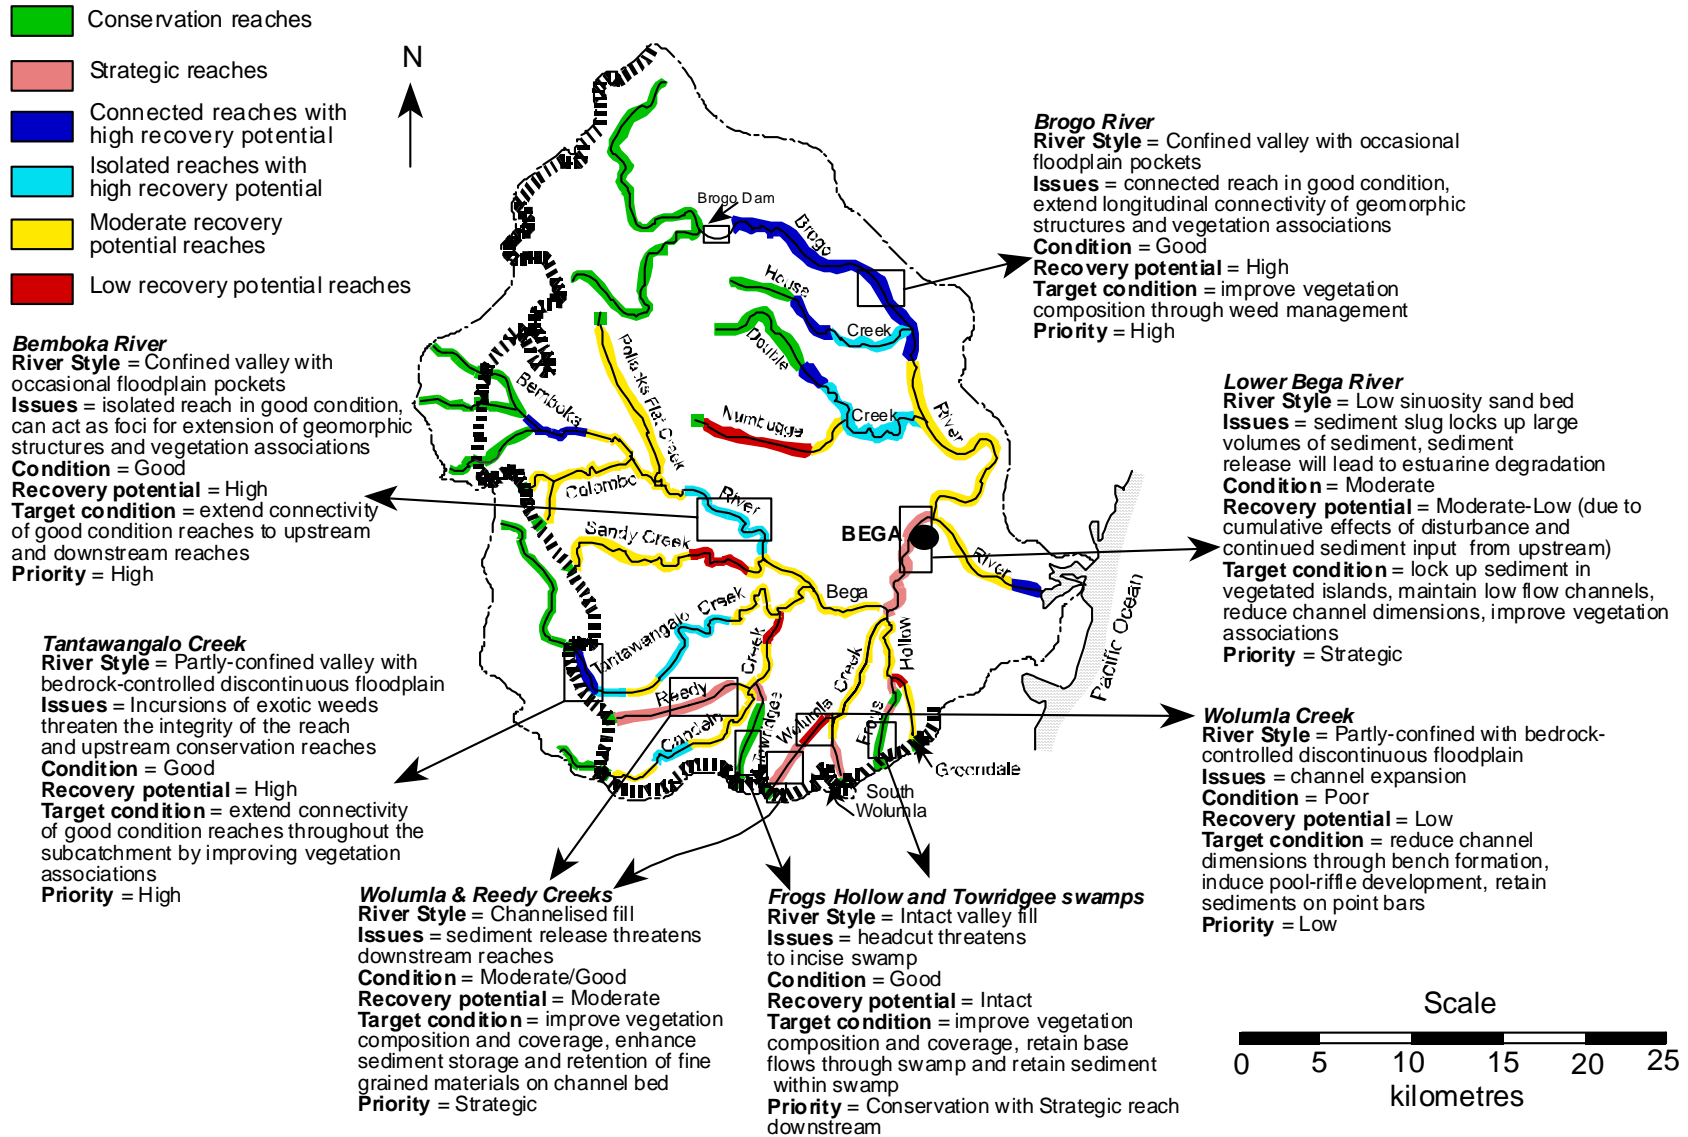 Conservation reaches
Strategic reaches
Connected reaches with
high recovery potential
Isolated reaches with
high recovery potential
Moderate recovery
potential reaches
Low recovery potential reaches
N
Brogo Dam
Brogo
House
Creek
Double
Creek
Numbugga
River
Pollacks Flat Creek
Bemboka
River
Colombo
Sandy Creek
BEGA
River
Bega
Tantawangalo Creek
Creek
Reedy
Candelo
Towridgee
Wolumla
Creek
Frogs
Hollow
Greendale
South
Wolumla
Pacific Ocean
Bemboka River
River Style = Confined valley with
occasional floodplain pockets
Issues = isolated reach in good condition,
can act as foci for extension of geomorphic
structures and vegetation associations
Condition = Good
Recovery potential = High
Target condition = extend connectivity
of good condition reaches to upstream
and downstream reaches
Priority = High
Tantawangalo Creek
River Style = Partly-confined valley with
bedrock-controlled discontinuous floodplain
Issues = Incursions of exotic weeds
threaten the integrity of the reach
and upstream conservation reaches
Condition = Good
Recovery potential = High
Target condition = extend connectivity
of good condition reaches throughout the
subcatchment by improving vegetation
associations
Priority = High
Wolumla & Reedy Creeks
River Style = Channelised fill
Issues = sediment release threatens
downstream reaches
Condition = Moderate/Good
Recovery potential = Moderate
Target condition = improve vegetation
composition and coverage, enhance
sediment storage and retention of fine
grained materials on channel bed
Priority = Strategic
Frogs Hollow and Towridgee swamps
River Style = Intact valley fill
Issues = headcut threatens
to incise swamp
Condition = Good
Recovery potential = Intact
Target condition = improve vegetation
composition and coverage, retain base
flows through swamp and retain sediment
within swamp
Priority = Conservation with Strategic reach
downstream
Brogo River
River Style = Confined valley with occasional
floodplain pockets
Issues = connected reach in good condition,
extend longitudinal connectivity of geomorphic
structures and vegetation associations
Condition = Good
Recovery potential = High
Target condition = improve vegetation
composition through weed management
Priority = High
Lower Bega River
River Style = Low sinuosity sand bed
Issues = sediment slug locks up large
volumes of sediment, sediment
release will lead to estuarine degradation
Condition = Moderate
Recovery potential = Moderate-Low (due to
cumulative effects of disturbance and
continued sediment input from upstream)
Target condition = lock up sediment in
vegetated islands, maintain low flow channels,
reduce channel dimensions, improve vegetation
associations
Priority = Strategic
Wolumla Creek
River Style = Partly-confined with bedrock-
controlled discontinuous floodplain
Issues = channel expansion
Condition = Poor
Recovery potential = Low
Target condition = reduce channel
dimensions through bench formation,
induce pool-riffle development, retain
sediments on point bars
Priority = Low
Scale
0 5 10 15 20 25
kilometres